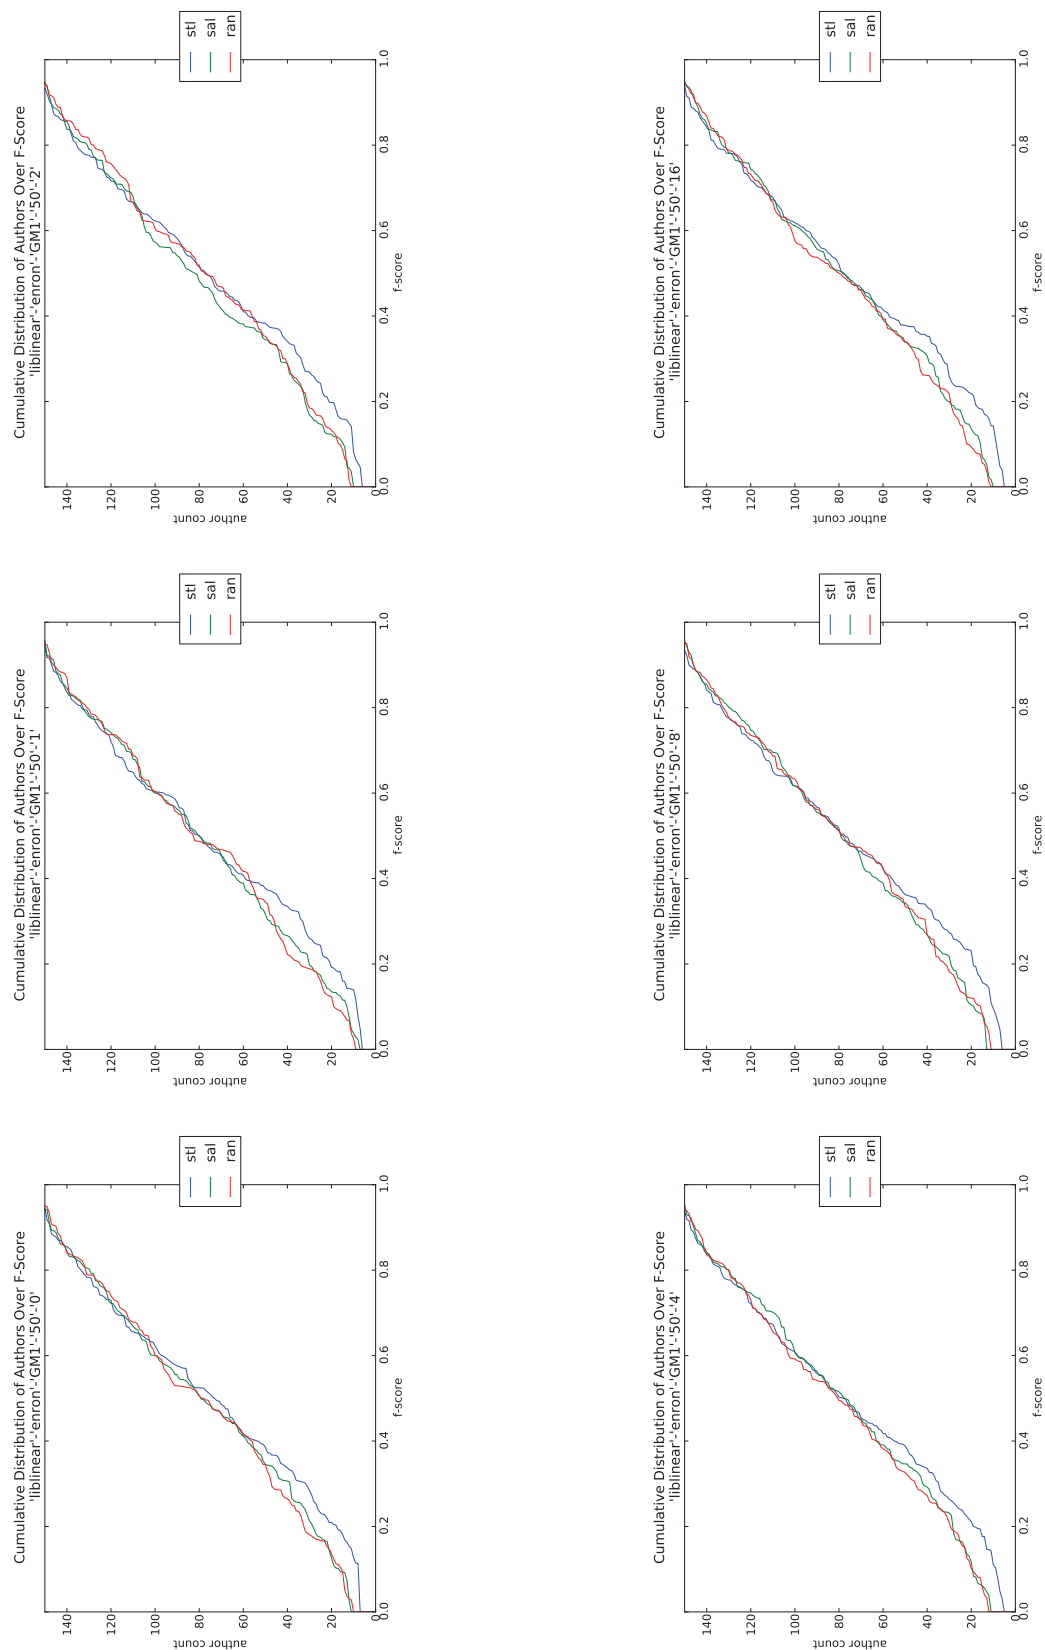 Cumulative Distribution of Authors Over F-Score
'liblinear'-'enron'-'GM1'-'50'-'0'
author count
140
120
100
80
60
40
20
0
0.0 0.2 0.4 0.6 0.8 1.0
f-score
stl
sal
ran
Cumulative Distribution of Authors Over F-Score
'liblinear'-'enron'-'GM1'-'50'-'1'
author count
140
120
100
80
60
40
20
0
0.0 0.2 0.4 0.6 0.8 1.0
f-score
stl
sal
ran
Cumulative Distribution of Authors Over F-Score
'liblinear'-'enron'-'GM1'-'50'-'2'
author count
140
120
100
80
60
40
20
0
0.0 0.2 0.4 0.6 0.8 1.0
f-score
stl
sal
ran
Cumulative Distribution of Authors Over F-Score
'liblinear'-'enron'-'GM1'-'50'-'4'
author count
140
120
100
80
60
40
20
0
0.0 0.2 0.4 0.6 0.8 1.0
f-score
stl
sal
ran
Cumulative Distribution of Authors Over F-Score
'liblinear'-'enron'-'GM1'-'50'-'8'
author count
140
120
100
80
60
40
20
0
0.0 0.2 0.4 0.6 0.8 1.0
f-score
stl
sal
ran
Cumulative Distribution of Authors Over F-Score
'liblinear'-'enron'-'GM1'-'50'-'16'
author count
140
120
100
80
60
40
20
0
0.0 0.2 0.4 0.6 0.8 1.0
f-score
stl
sal
ran